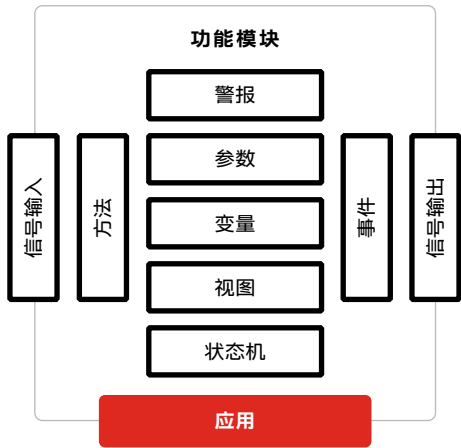 功能模块
警报
参数
变量
视图
状态机
信号输入
方法
事件
信号输出
应用